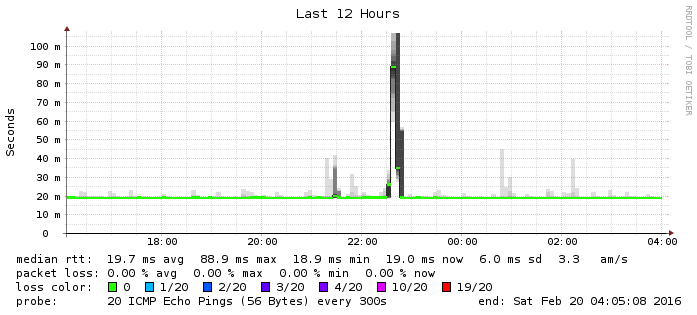 Last 12 Hours
RRDTOOL / TOBI OETIKER
Seconds
100 m
90 m
80 m
70 m
60 m
50 m
40 m
30 m
20 m
10 m
0
18:00 20:00 22:00 00:00 02:00 04:00
median rtt: 19.7 ms avg 88.9 ms max 18.9 ms min 19.0 ms now 6.0 ms sd 3.3 am/s
packet loss: 0.00 % avg 0.00 % max 0.00 % min 0.00 % now
loss color: 0 1/20 2/20 3/20 4/20 10/20 19/20
probe: 20 ICMP Echo Pings (56 Bytes) every 300s end: Sat Feb 20 04:05:08 2016